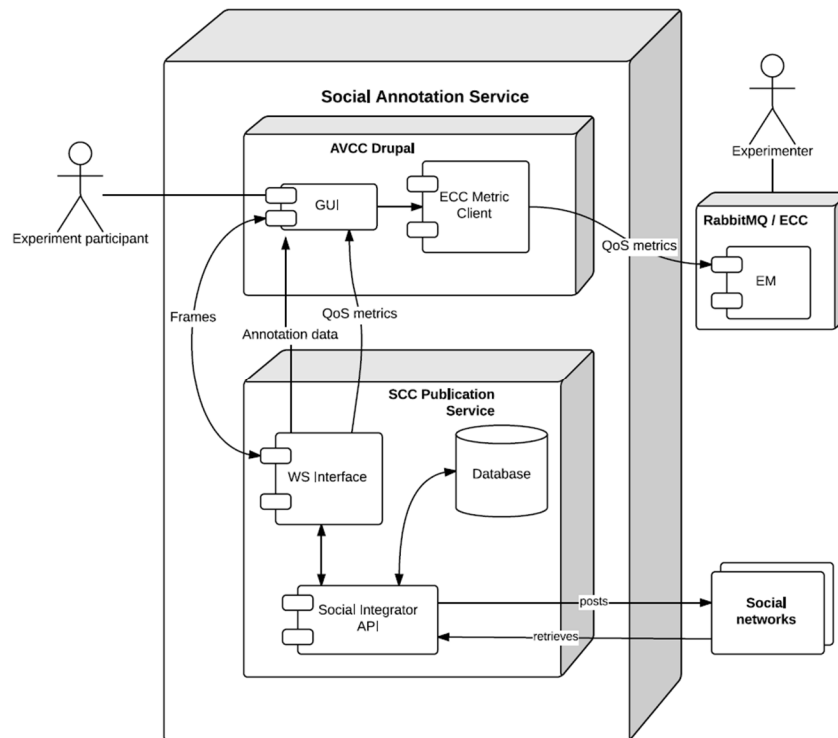 Social Annotation Service
AVCC Drupal
GUI
ECC Metric
Client
Experiment participant
Experimenter
RabbitMQ / ECC
QoS metrics
EM
Frames
QoS metrics
Annotation data
SCC Publication
Service
WS Interface
Database
Social Integrator
API
posts
retrieves
Social
networks